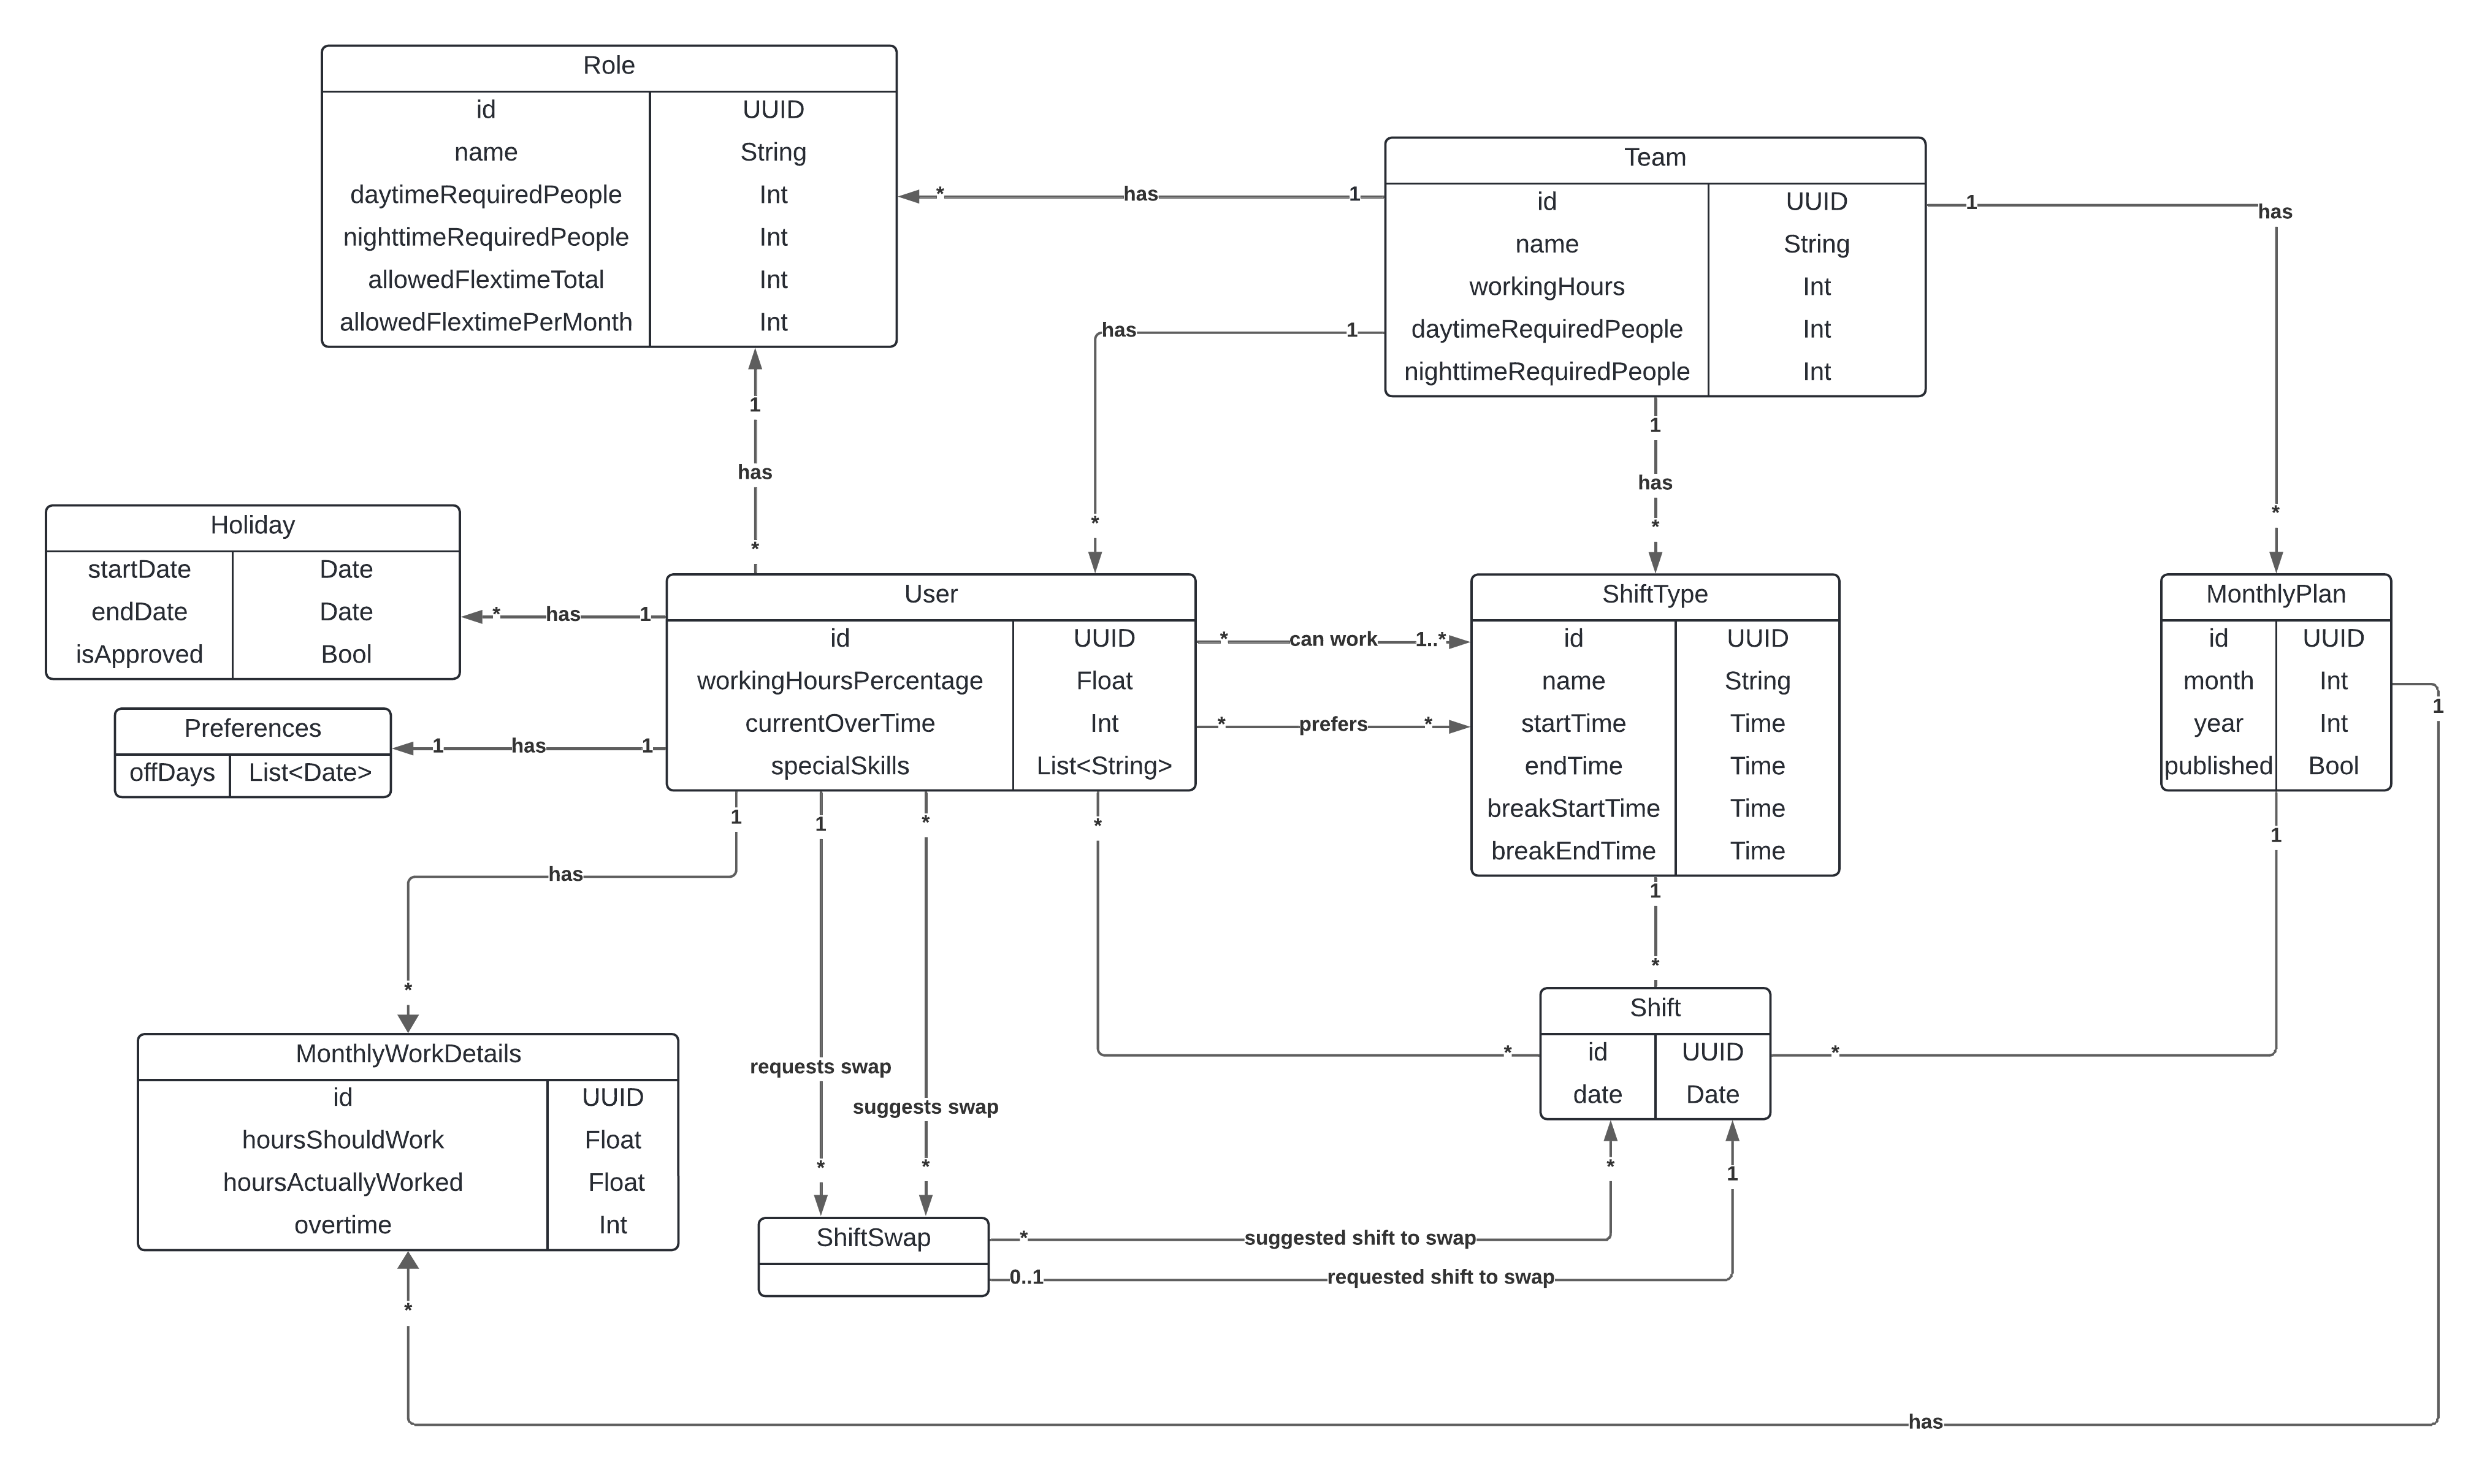 Role
id UUID
name String
daytimeRequiredPeople Int
nighttimeRequiredPeople Int
allowedFlextimeTotal Int
allowedFlextimePerMonth Int
Team
id UUID
name String
workingHours Int
daytimeRequiredPeople Int
nighttimeRequiredPeople Int
* has 1
1 has
*
has 1
*
1
has
*
1
has
*
Holiday
startDate Date
endDate Date
isApproved Bool
* has 1
Preferences
offDays List<Date>
1 has 1
User
id UUID
workingHoursPercentage Float
currentOverTime Int
specialSkills List<String>
* can work 1..*
* prefers *
ShiftType
id UUID
name String
startTime Time
endTime Time
breakStartTime Time
breakEndTime Time
MonthlyPlan
id UUID
month Int
year Int
published Bool
1
1
has
*
1
requests swap
*
*
suggests swap
*
*
*
1
*
1
*
Shift
id UUID
date Date
MonthlyWorkDetails
id UUID
hoursShouldWork Float
hoursActuallyWorked Float
overtime Int
ShiftSwap
* suggested shift to swap
*
0..1 requested shift to swap
1
*
has
1